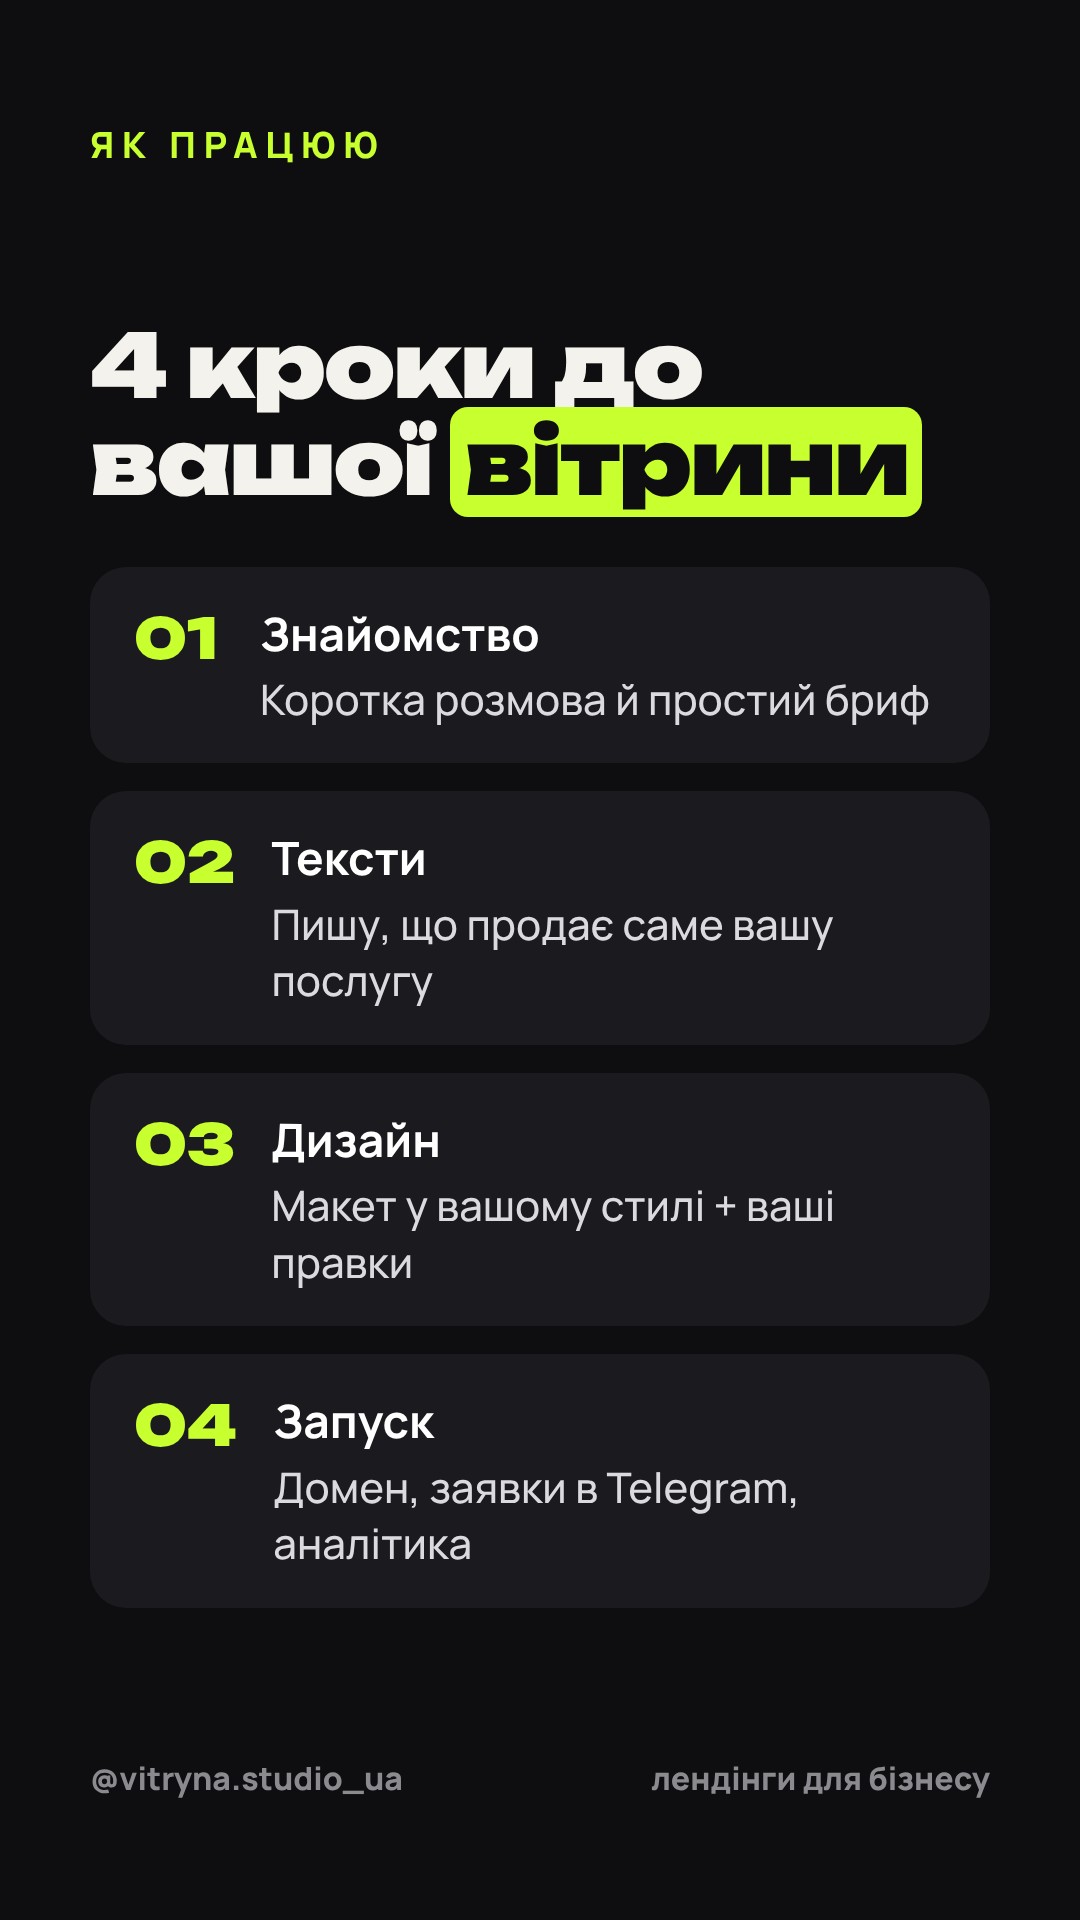 ЯК ПРАЦЮЮ
4 кроки до
вашої вітрини
01 Знайомство
Коротка розмова й простий бриф
02 Тексти
Пишу, що продає саме вашу
послугу
03 Дизайн
Макет у вашому стилі + ваші
правки
04 Запуск
Домен, заявки в Telegram,
аналітика
@vitryna.studio_ua
лендінги для бізнесу